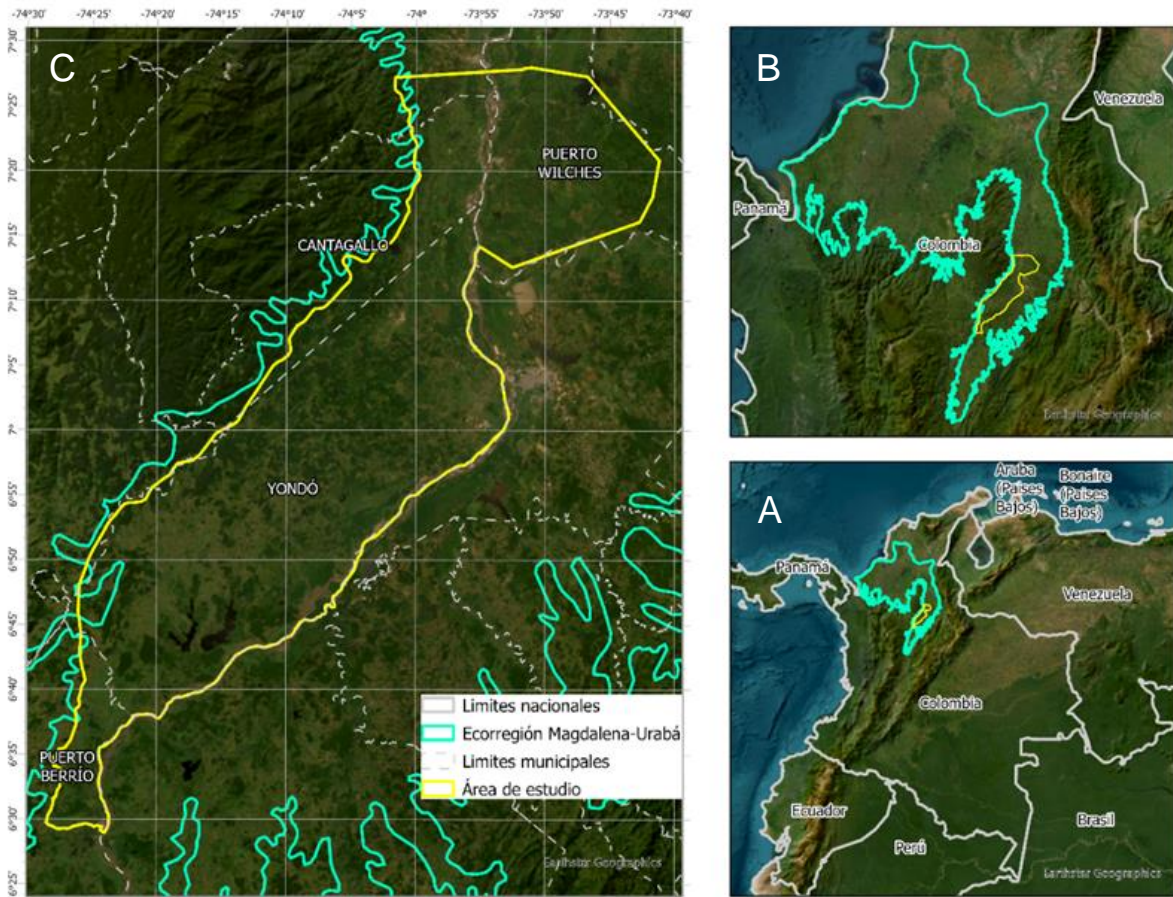 -74°30' -74°25' -74°20' -74°15' -74°10' -74°5' -74° -73°55' -73°50' -73°45' -73°40'
C
7°30'
7°25'
7°20'
7°15'
7°10'
7°5'
7°
6°55'
6°50'
6°45'
6°40'
6°35'
6°30'
6°25'
PUERTO
WILCHES
CANTAGALLO
YONDÓ
PUERTO
BERRÍO
Limites nacionales
Ecorregión Magdalena-Urabá
Limites municipales
Área de estudio
Earthstar Geographics
B
Venezuela
Panamá
Colombia
Earthstar Geographics
A
Aruba
(Países
Bajos)
Bonaire
(Países
Bajos)
Panamá
Venezuela
Colombia
Ecuador
Perú
Brasil
Earthstar Geographics